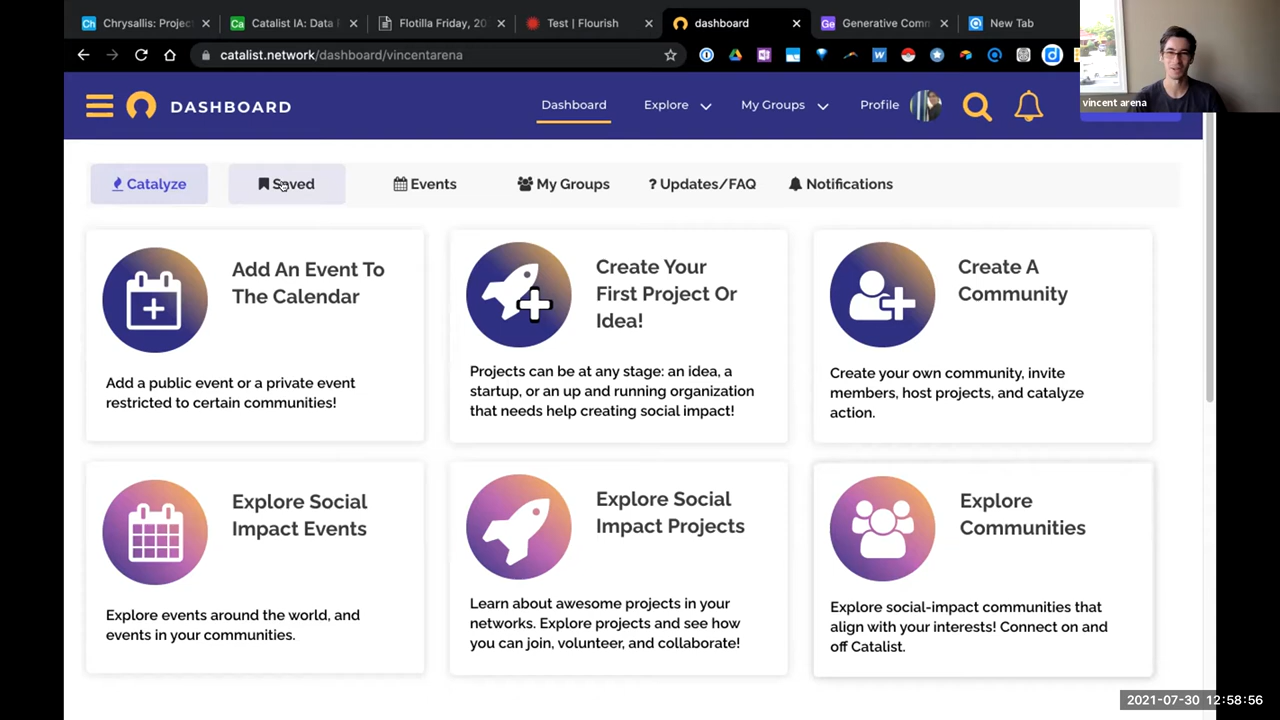 Chrysallis: Projec
Catalist IA: Data I
Flotilla Friday, 20
Test | Flourish
dashboard
Generative Comm
New Tab
catalist.network/dashboard/vincentarena
vincent arena
DASHBOARD
Dashboard
Explore
My Groups
Profile
Catalyze
Saved
Events
My Groups
? Updates/FAQ
Notifications
Add An Event To
The Calendar
Add a public event or a private event
restricted to certain communities!
Create Your
First Project Or
Idea!
Projects can be at any stage: an idea, a
startup, or an up and running organization
that needs help creating social impact!
Create A
Community
Create your own community, invite
members, host projects, and catalyze
action.
Explore Social
Impact Events
Explore events around the world, and
events in your communities.
Explore Social
Impact Projects
Learn about awesome projects in your
networks. Explore projects and see how
you can join, volunteer, and collaborate!
Explore
Communities
Explore social-impact communities that
align with your interests! Connect on and
off Catalist.
2021-07-30 12:58:56